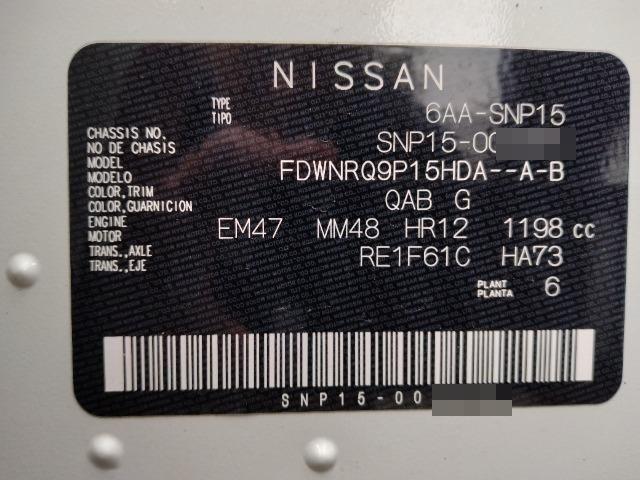 NISSAN
TYPE
TIPO 6AA-SNP15
CHASSIS NO.
NO DE CHASIS SNP15-00
MODEL
MODELO FDWNRQ9P15HDA--A-B
COLOR,TRIM
COLOR,GUARNICION QAB G
ENGINE
MOTOR EM47 MM48 HR12 1198 cc
TRANS.,AXLE
TRANS.,EJE RE1F61C HA73
PLANT
PLANTA 6
SNP15-00